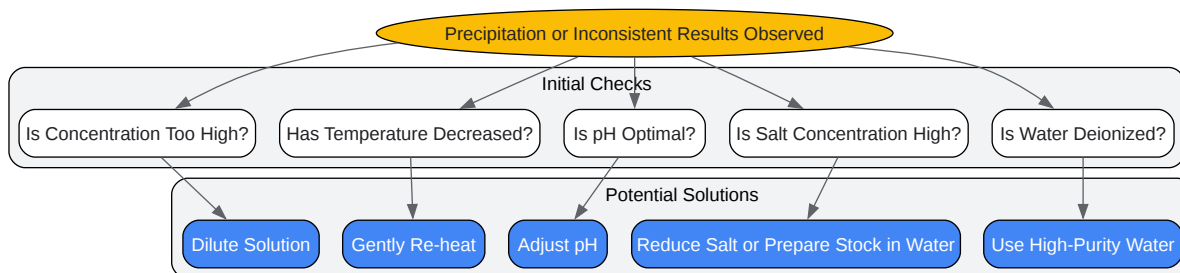 Precipitation or Inconsistent Results Observed
Initial Checks
Is Concentration Too High?
Has Temperature Decreased?
Is pH Optimal?
Is Salt Concentration High?
Is Water Deionized?
Potential Solutions
Dilute Solution
Gently Re-heat
Adjust pH
Reduce Salt or Prepare Stock in Water
Use High-Purity Water